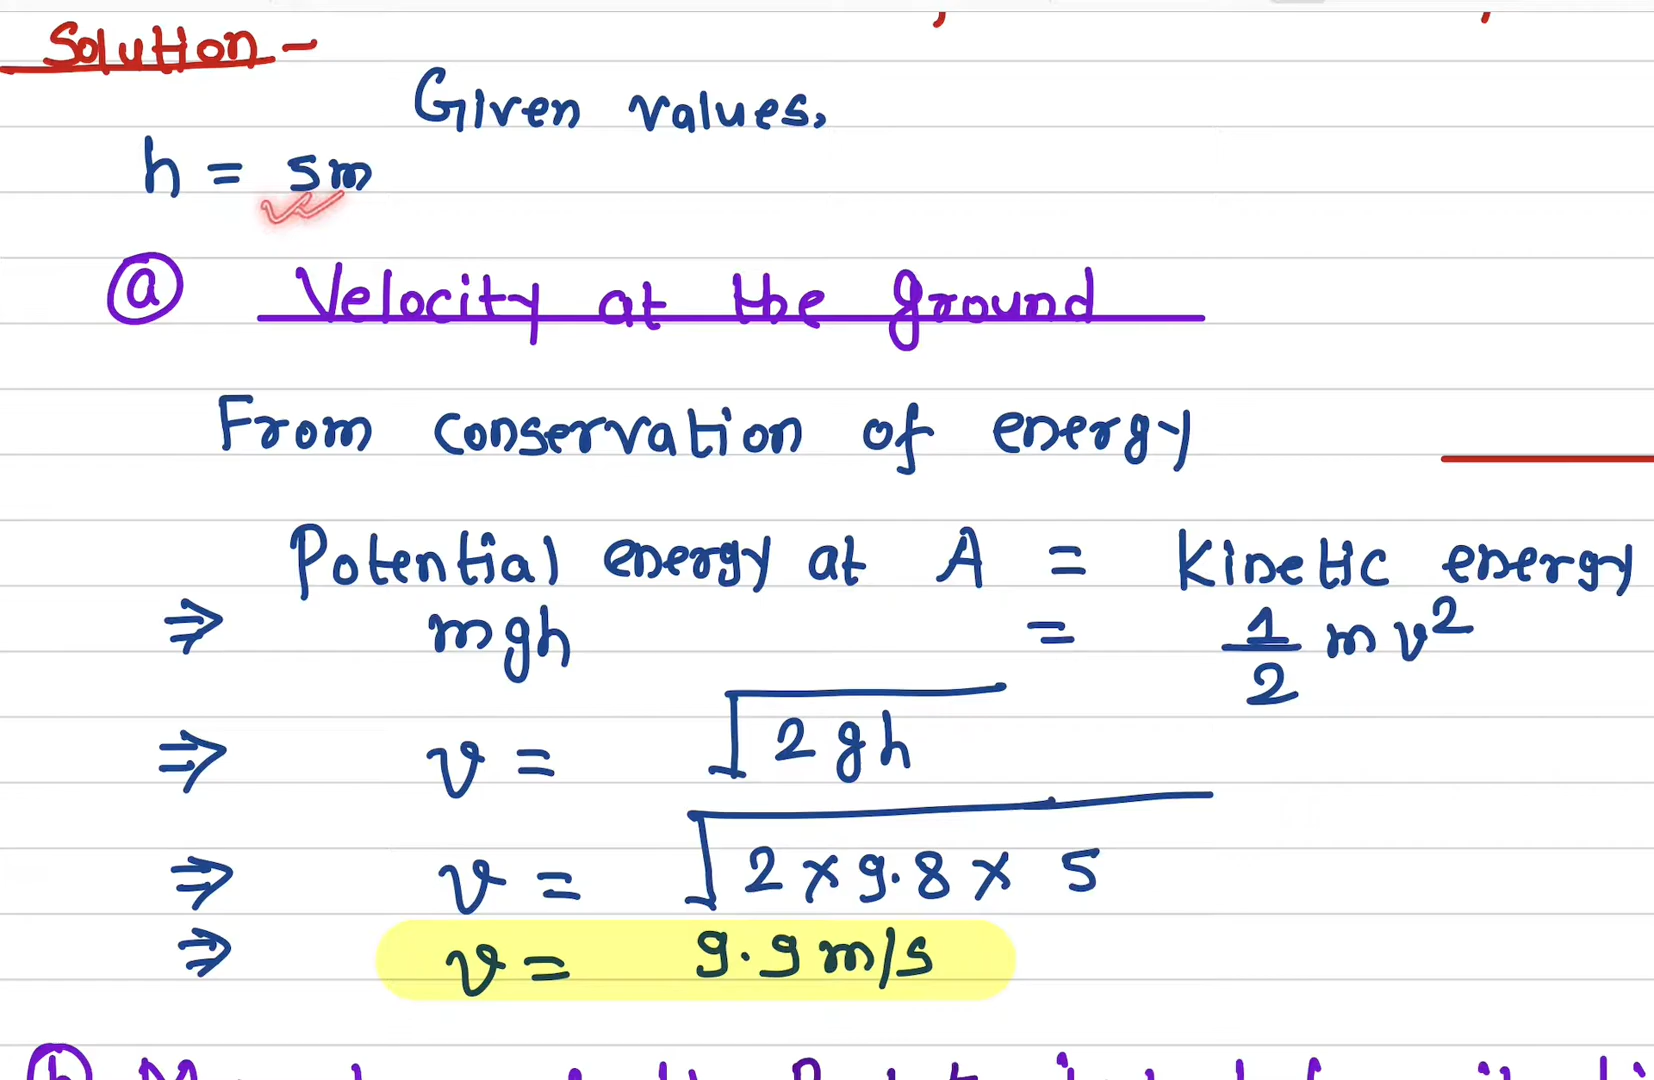 Solution -
Given values,
h = 5m
(a) Velocity at the ground
From conservation of energy
Potential energy at A = Kinetic energy
⇒ mgh = 1/2 m v²
⇒ v = √2gh
⇒ v = √2 × 9.8 × 5
⇒ v = 9.9 m/s